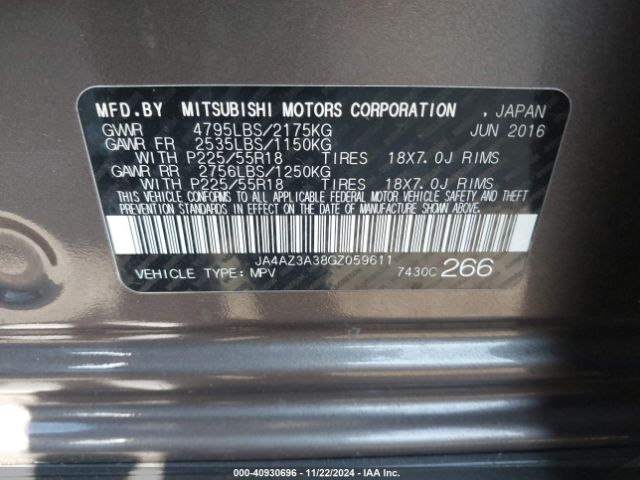 MFD.BY MITSUBISHI MOTORS CORPORATION . JAPAN
GVWR 4795LBS/2175KG JUN 2016
GAWR FR 2535LBS/1150KG
WITH P225/55R18 TIRES 18X7.0J RIMS
GAWR RR 2756LBS/1250KG
WITH P225/55R18 TIRES 18X7.0J RIMS
THIS VEHICLE CONFORMS TO ALL APPLICABLE FEDERAL MOTOR VEHICLE SAFETY AND THEFT
PREVENTION STANDARDS IN EFFECT ON THE DATE OF MANUFACTURE SHOWN ABOVE.
JA4AZ3A38GZ059611
VEHICLE TYPE: MPV 7430C 266
000-40930696 - 11/22/2024 - IAA Inc.